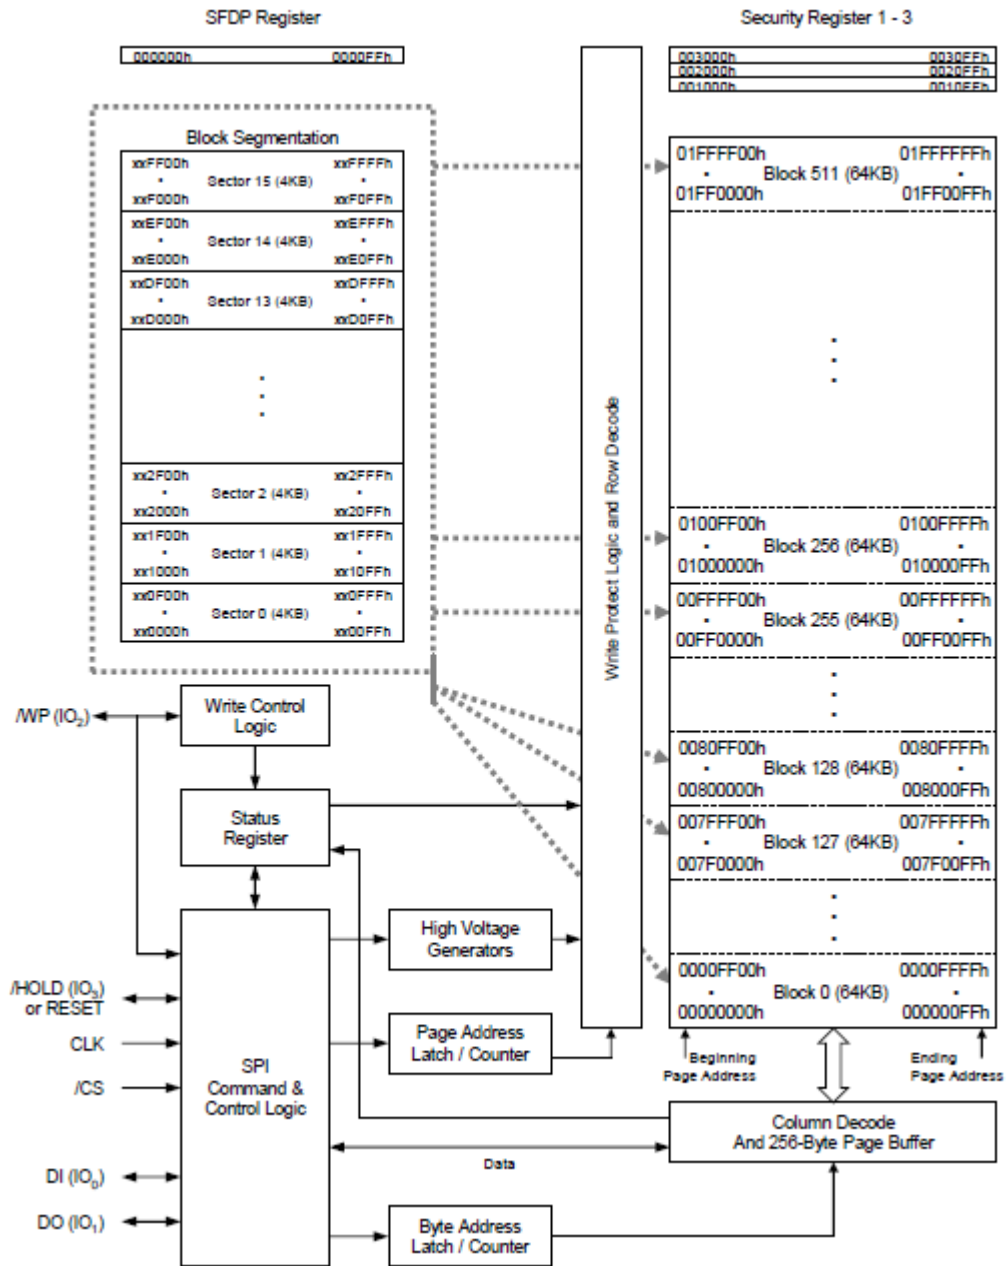 SFDP Register
Security Register 1 - 3
000000h 0000FFh
003000h 0030FFh
002000h 0020FFh
001000h 0010FFh
Block Segmentation
xxFF00h xxFFFFh
Sector 15 (4KB)
xxF000h xxF0FFh
xxEF00h xxEFFFh
Sector 14 (4KB)
xxE000h xxE0FFh
xxDF00h xxDFFFh
Sector 13 (4KB)
xxD000h xxD0FFh
xx2F00h xx2FFFh
Sector 2 (4KB)
xx2000h xx20FFh
xx1F00h xx1FFFh
Sector 1 (4KB)
xx1000h xx10FFh
xx0F00h xx0FFFh
Sector 0 (4KB)
xx0000h xx00FFh
Write Protect Logic and Row Decode
01FFFF00h 01FFFFFFh
Block 511 (64KB)
01FF0000h 01FF00FFh
0100FF00h 0100FFFFh
Block 256 (64KB)
01000000h 010000FFh
00FFFF00h 00FFFFFFh
Block 255 (64KB)
00FF0000h 00FF00FFh
0080FF00h 0080FFFFh
Block 128 (64KB)
00800000h 008000FFh
007FFF00h 007FFFFFh
Block 127 (64KB)
007F0000h 007F00FFh
0000FF00h 0000FFFFh
Block 0 (64KB)
00000000h 000000FFh
Beginning
Page Address
Ending
Page Address
/WP (IO₂)
Write Control
Logic
Status
Register
High Voltage
Generators
/HOLD (IO₃)
or RESET
CLK
/CS
DI (IO₀)
DO (IO₁)
SPI
Command &
Control Logic
Page Address
Latch / Counter
Column Decode
And 256-Byte Page Buffer
Data
Byte Address
Latch / Counter